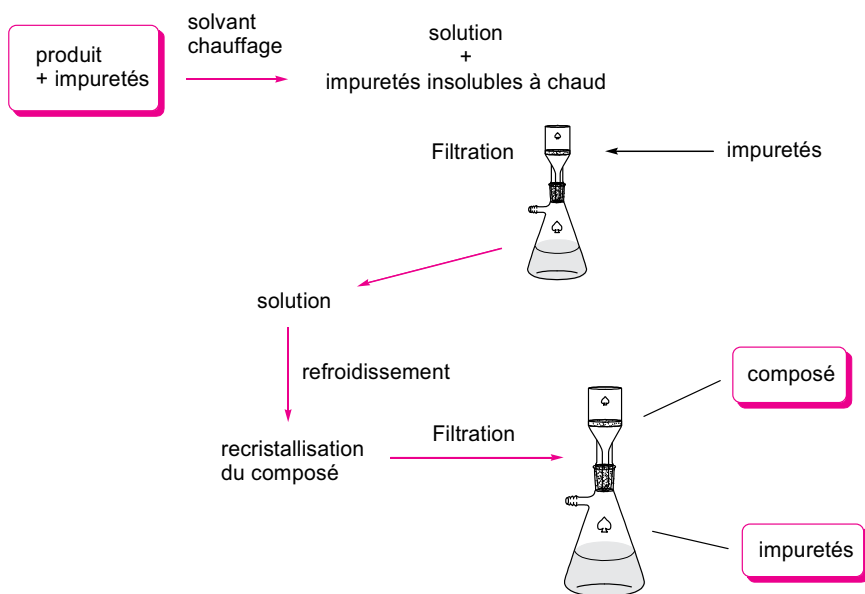 produit
+ impuretés
solvant
chauffage
solution
+
impuretés insolubles à chaud
Filtration
impuretés
solution
refroidissement
recristallisation
du composé
Filtration
composé
impuretés